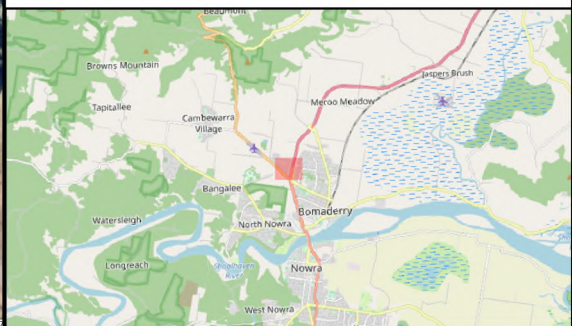 Beaumont
Browns Mountain
Jaspers Brush
Meroo Meadow
Tapitallee
Cambewarra
Village
Bangalee
Bomaderry
Watersleigh
North Nowra
Longreach
Shoalhaven
River
Nowra
West Nowra